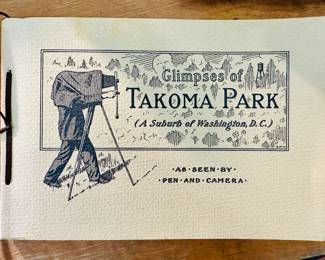 Glimpses of
TAKOMA PARK
(A Suburb of Washington, D.C.)
·AS·SEEN·BY·
·PEN·AND·CAMERA·